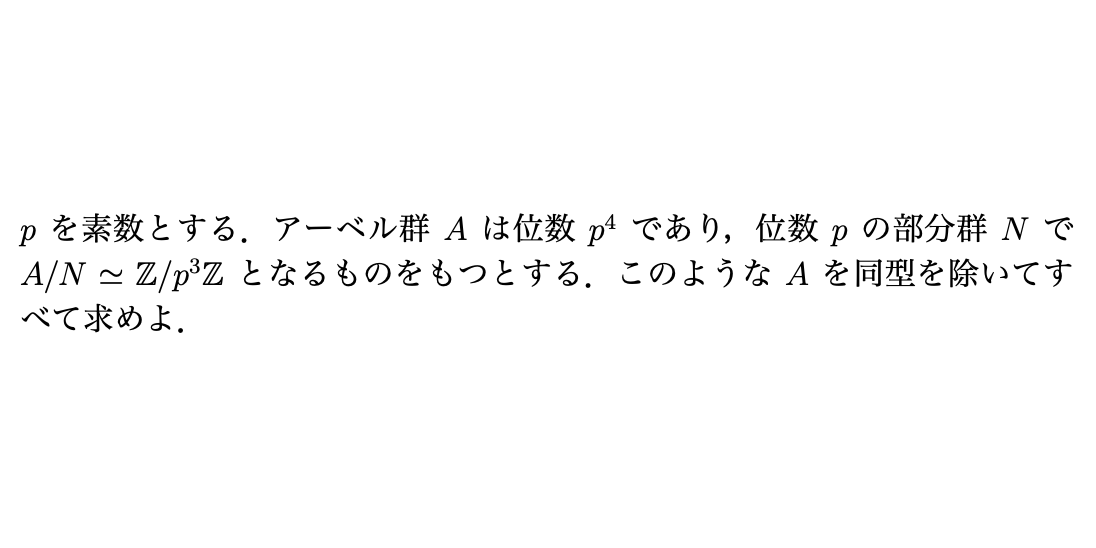 p を素数とする．アーベル群 A は位数 p⁴ であり，位数 p の部分群 N で
A/N ≃ ℤ/p³ℤ となるものをもつとする．このような A を同型を除いてす
べて求めよ．